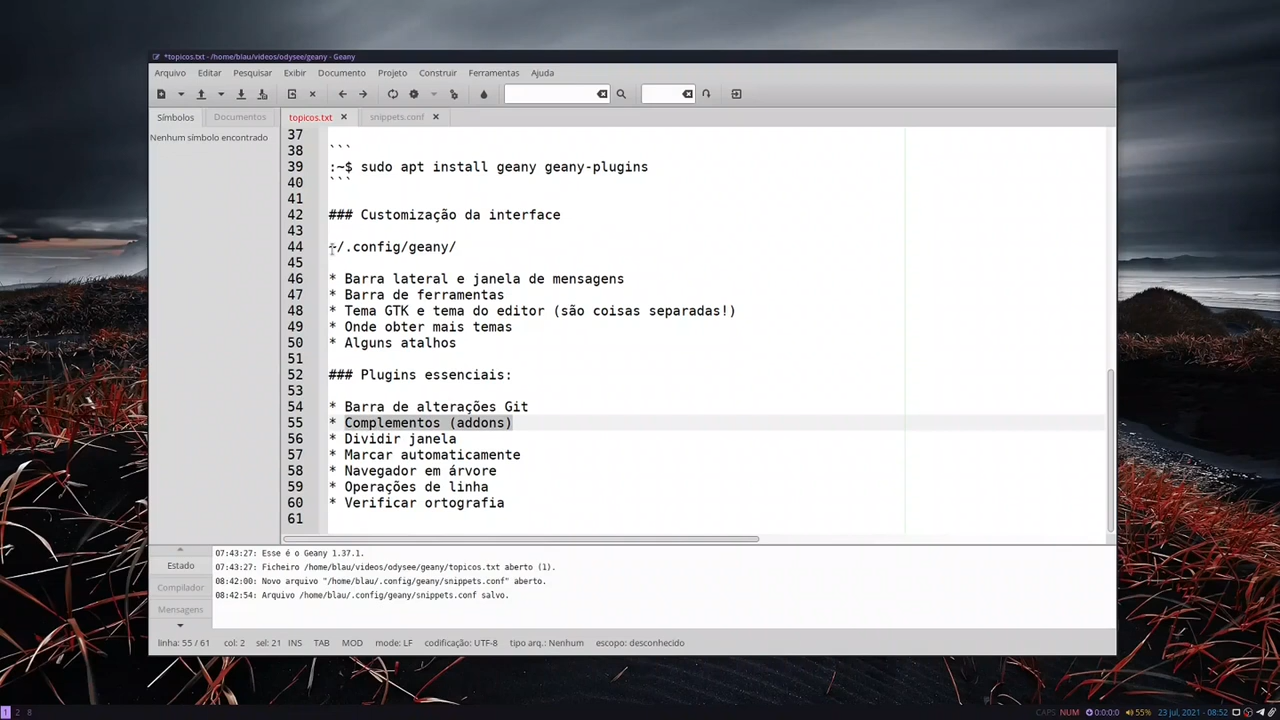 *topicos.txt - /home/blau/videos/odysee/geany - Geany
Arquivo Editar Pesquisar Exibir Documento Projeto Construir Ferramentas Ajuda
Símbolos Documentos topicos.txt snippets.conf
Nenhum símbolo encontrado
37
38 ```
39 :~$ sudo apt install geany geany-plugins
40 ```
41
42 ### Customização da interface
43
44 ~/.config/geany/
45
46 * Barra lateral e janela de mensagens
47 * Barra de ferramentas
48 * Tema GTK e tema do editor (são coisas separadas!)
49 * Onde obter mais temas
50 * Alguns atalhos
51
52 ### Plugins essenciais:
53
54 * Barra de alterações Git
55 * Complementos (addons)
56 * Dividir janela
57 * Marcar automaticamente
58 * Navegador em árvore
59 * Operações de linha
60 * Verificar ortografia
61
Estado
Compilador
Mensagens
07:43:27: Esse é o Geany 1.37.1.
07:43:27: Ficheiro /home/blau/videos/odysee/geany/topicos.txt aberto (1).
08:42:00: Novo arquivo "/home/blau/.config/geany/snippets.conf" aberto.
08:42:54: Arquivo /home/blau/.config/geany/snippets.conf salvo.
linha: 55 / 61 col: 2 sel: 21 INS TAB MOD mode: LF codificação: UTF-8 tipo arq.: Nenhum escopo: desconhecido
1 2 8 CAPS NUM 0:0:0:0 55% 23 jul, 2021 - 08:52